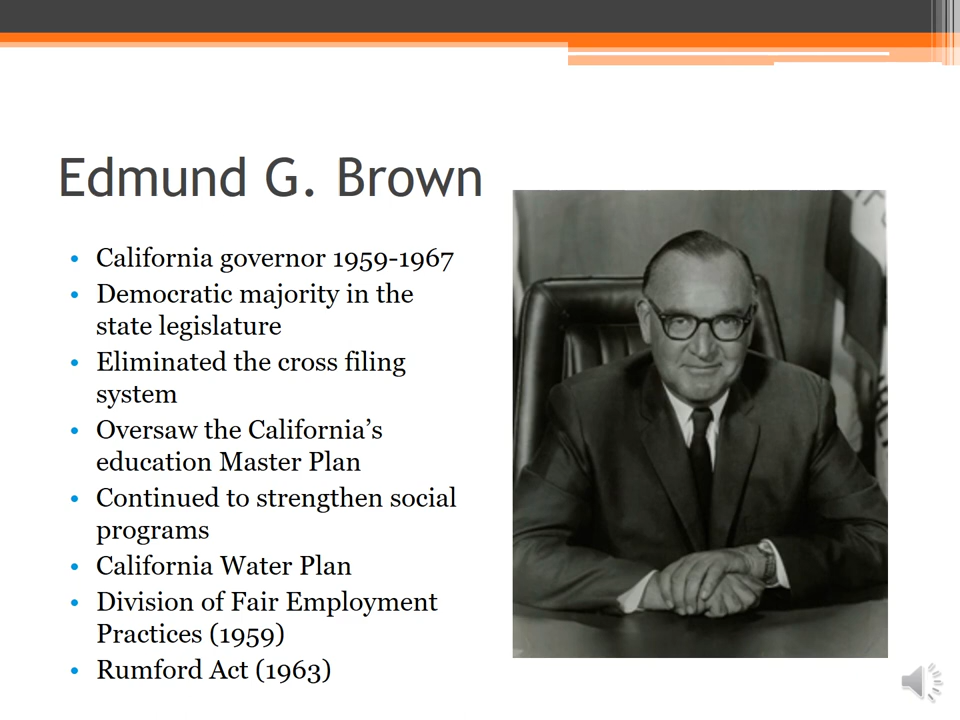 Edmund G. Brown
• California governor 1959-1967
• Democratic majority in the
state legislature
• Eliminated the cross filing
system
• Oversaw the California’s
education Master Plan
• Continued to strengthen social
programs
• California Water Plan
• Division of Fair Employment
Practices (1959)
• Rumford Act (1963)